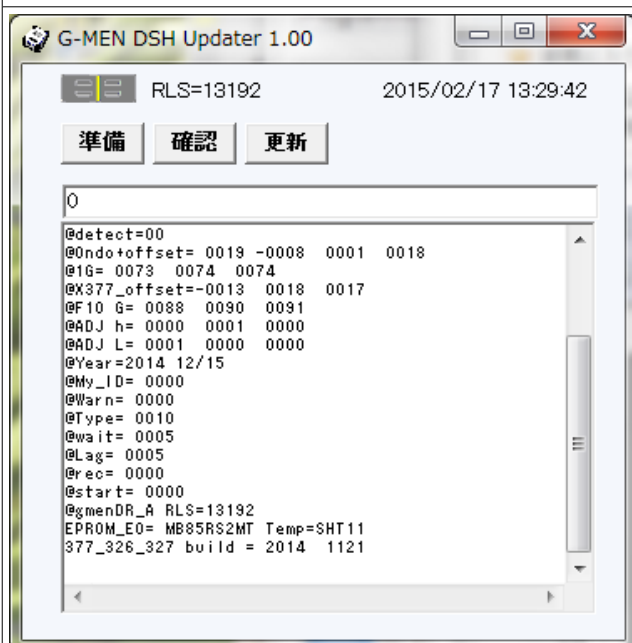 G-MEN DSH Updater 1.00
RLS=13192 2015/02/17 13:29:42
準備 確認 更新
0
@detect=00
@Ondo+offset= 0019 -0008 0001 0018
@1G= 0073 0074 0074
@X377_offset=-0013 0018 0017
@F10 G= 0088 0090 0091
@ADJ h= 0000 0001 0000
@ADJ L= 0001 0000 0000
@Year=2014 12/15
@My_ID= 0000
@Warn= 0000
@Type= 0010
@wait= 0005
@Lag= 0005
@rec= 0000
@start= 0000
@gmenDR_A RLS=13192
EPROM_E0= MB85RS2MT Temp=SHT11
377_326_327 build = 2014 1121